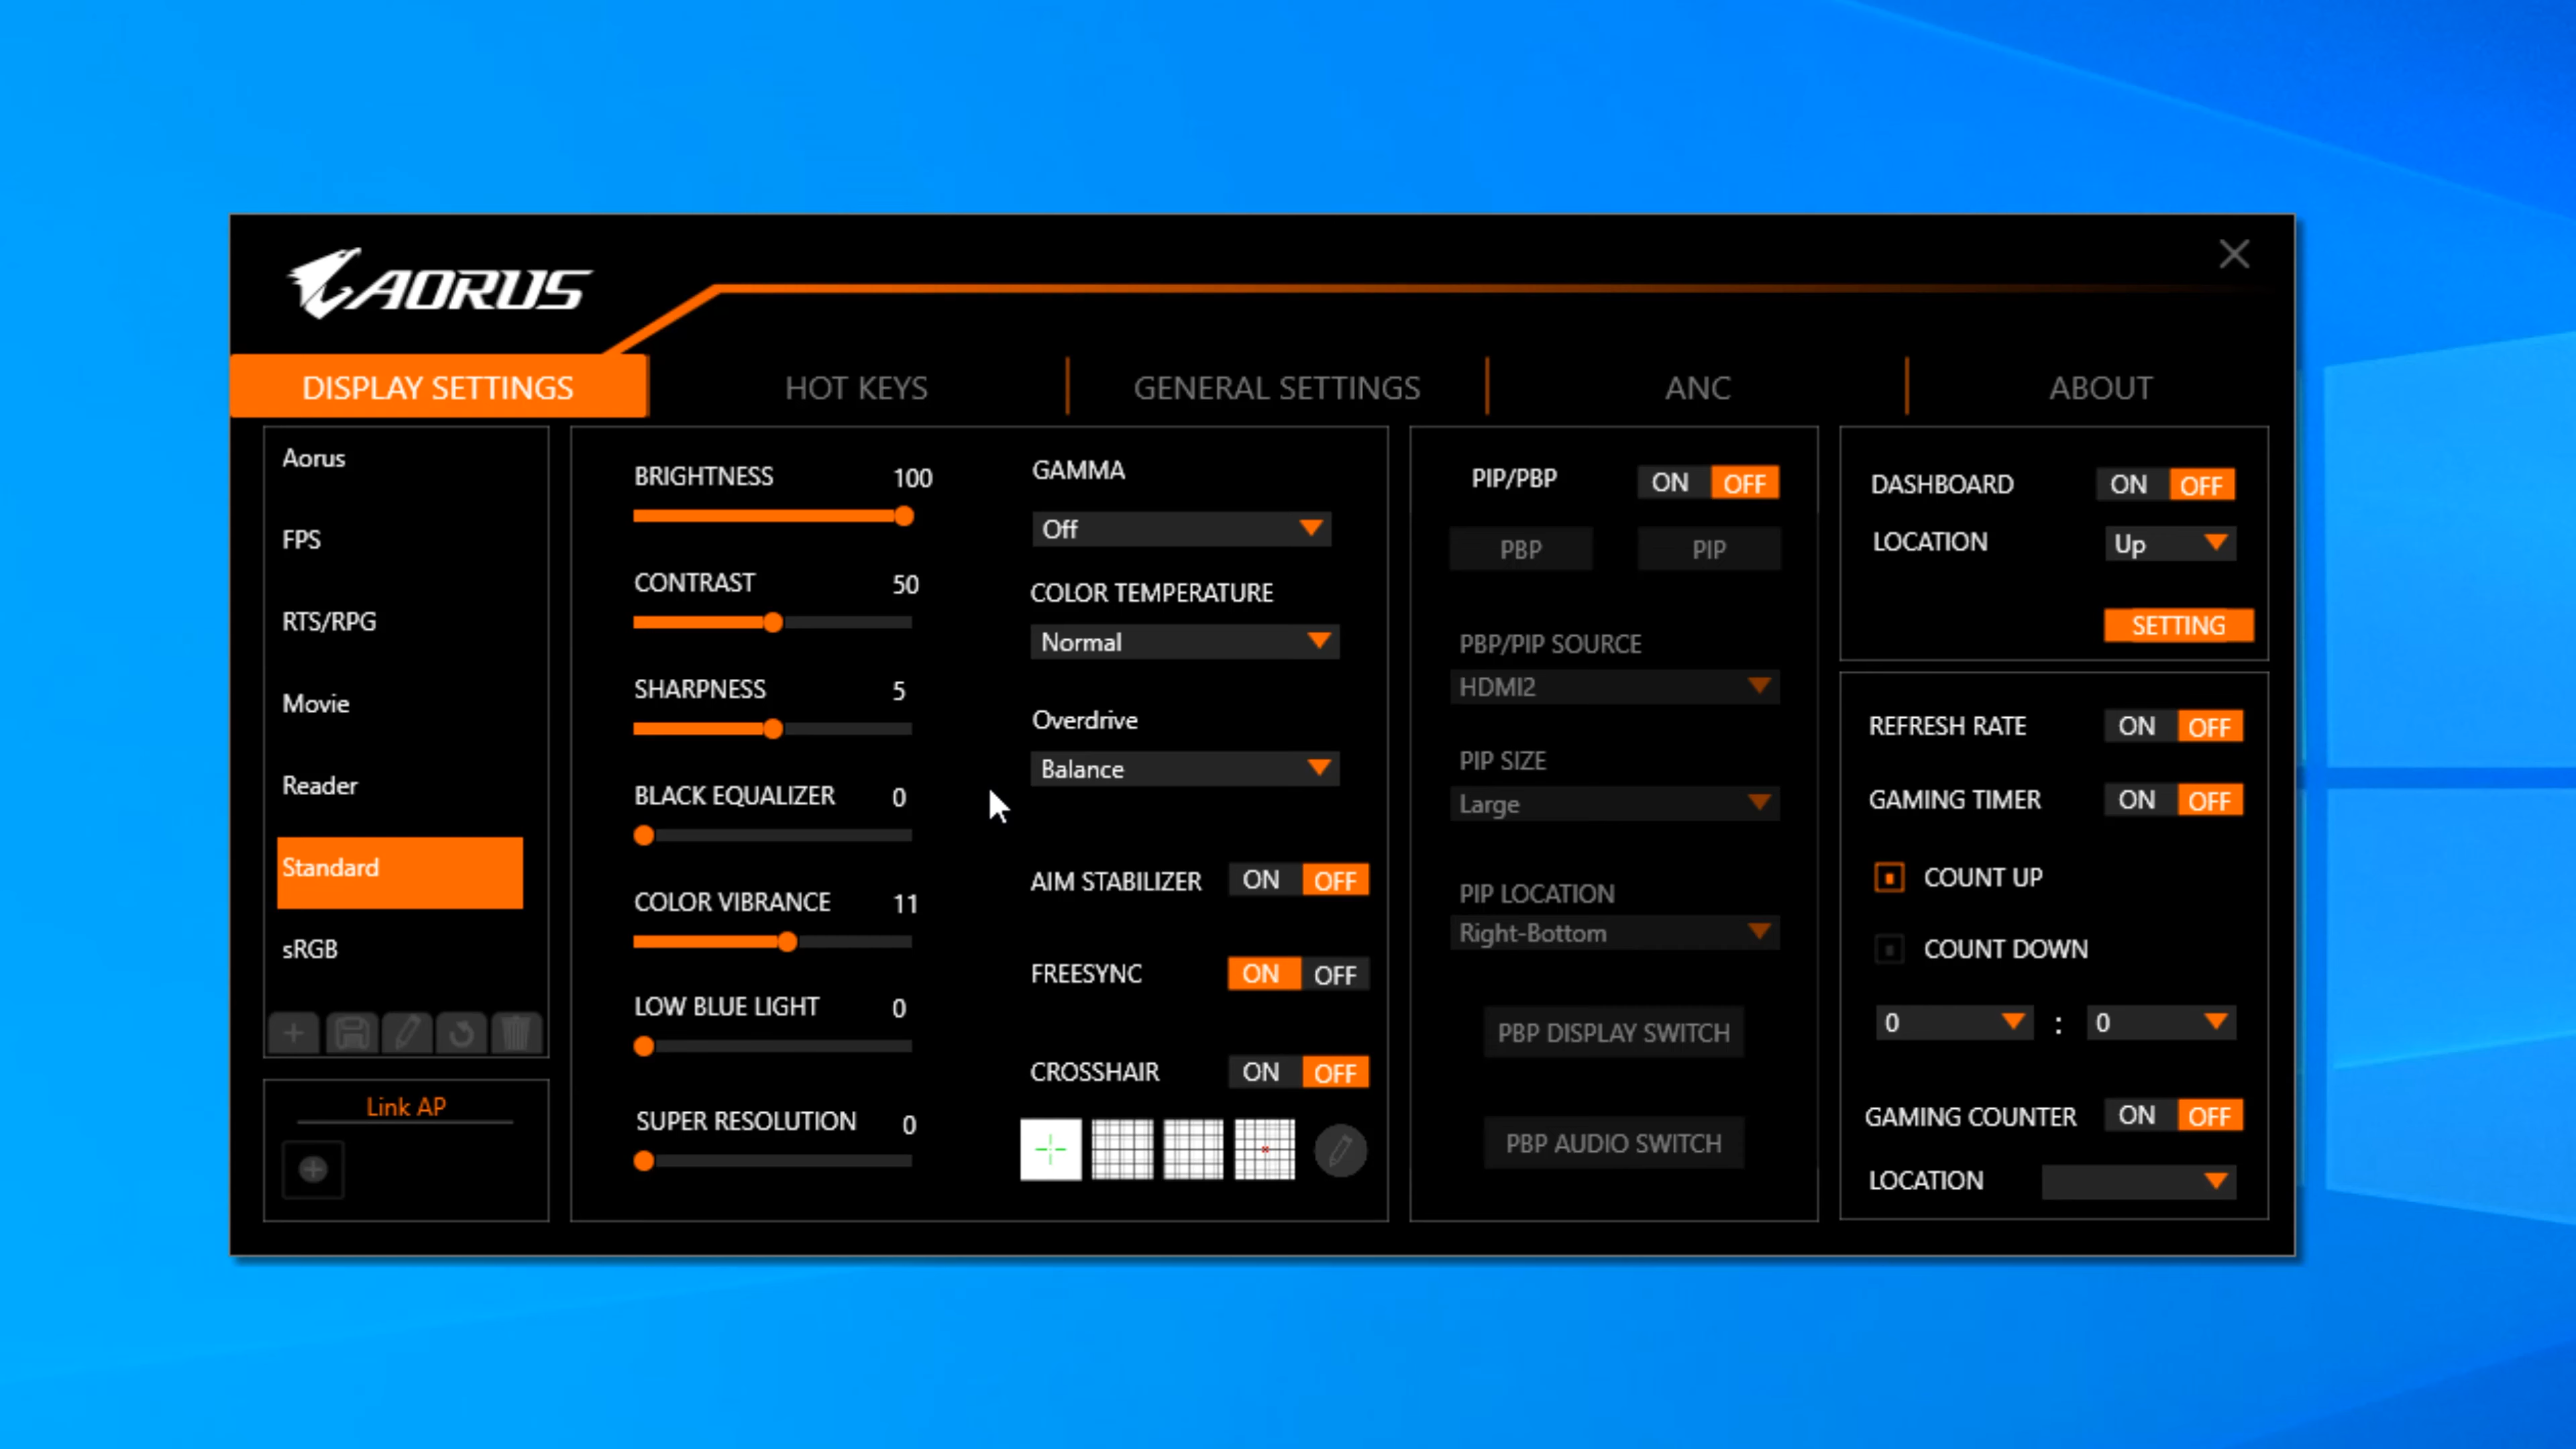 AORUS
DISPLAY SETTINGS
HOT KEYS
GENERAL SETTINGS
ANC
ABOUT
Aorus
FPS
RTS/RPG
Movie
Reader
Standard
sRGB
Link AP
BRIGHTNESS 100
CONTRAST 50
SHARPNESS 5
BLACK EQUALIZER 0
COLOR VIBRANCE 11
LOW BLUE LIGHT 0
SUPER RESOLUTION 0
GAMMA
Off
COLOR TEMPERATURE
Normal
Overdrive
Balance
AIM STABILIZER ON OFF
FREESYNC ON OFF
CROSSHAIR ON OFF
PIP/PBP ON OFF
PBP PIP
PBP/PIP SOURCE
HDMI2
PIP SIZE
Large
PIP LOCATION
Right-Bottom
PBP DISPLAY SWITCH
PBP AUDIO SWITCH
DASHBOARD ON OFF
LOCATION Up
SETTING
REFRESH RATE ON OFF
GAMING TIMER ON OFF
COUNT UP
COUNT DOWN
0 : 0
GAMING COUNTER ON OFF
LOCATION